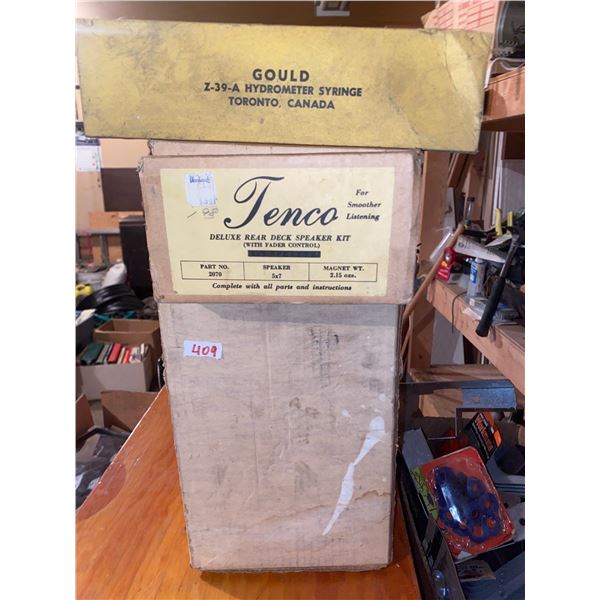 GOULD
Z-39-A HYDROMETER SYRINGE
TORONTO, CANADA
Tenco
For
Smoother
Listening
DELUXE REAR DECK SPEAKER KIT
(WITH FADER CONTROL)
PART NO.
2070
SPEAKER
5x7
MAGNET WT.
2.15 ozs.
Complete with all parts and instructions
409